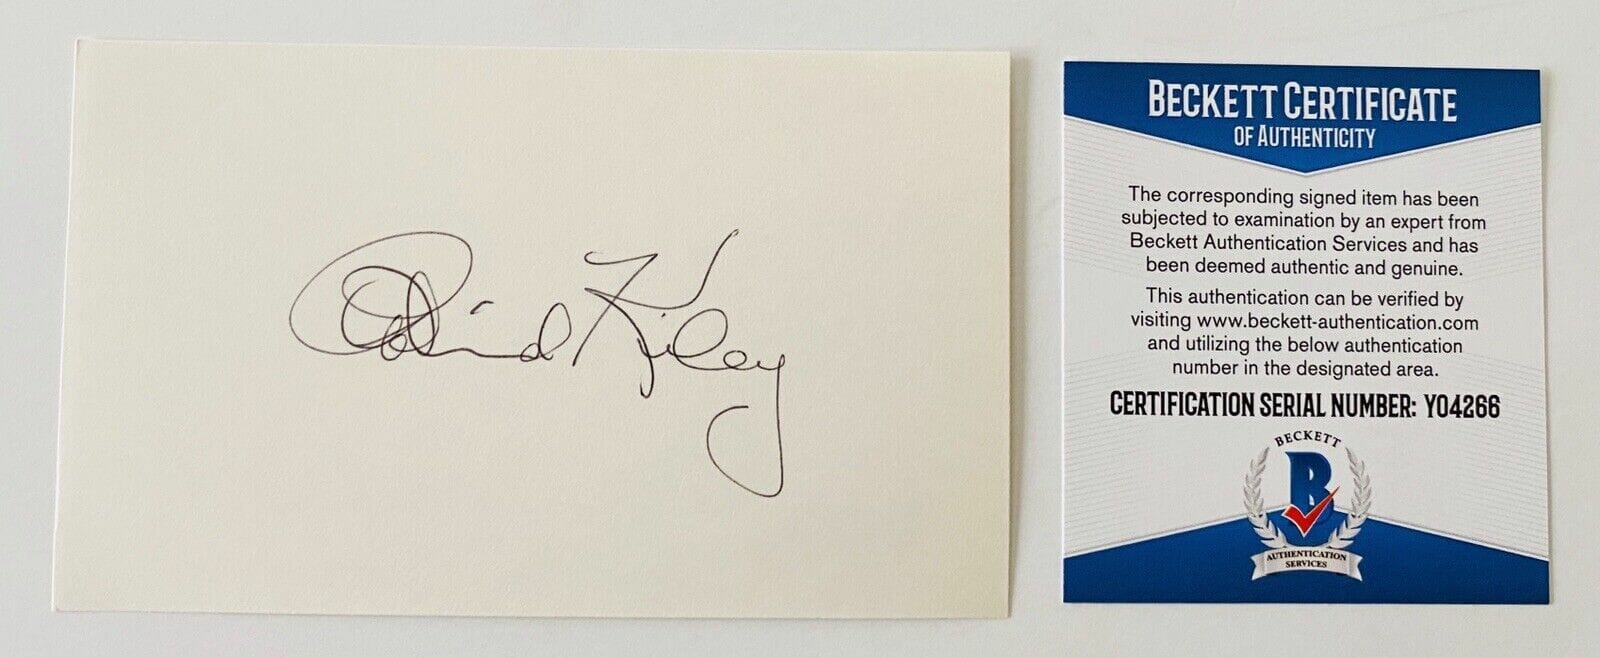 Kiley
BECKETT CERTIFICATE
OF AUTHENTICITY
The corresponding signed item has been
subjected to examination by an expert from
Beckett Authentication Services and has
been deemed authentic and genuine.
This authentication can be verified by
visiting www.beckett-authentication.com
and utilizing the below authentication
number in the designated area.
CERTIFICATION SERIAL NUMBER: Y04266
BECKETT
B
AUTHENTICATION
SERVICES